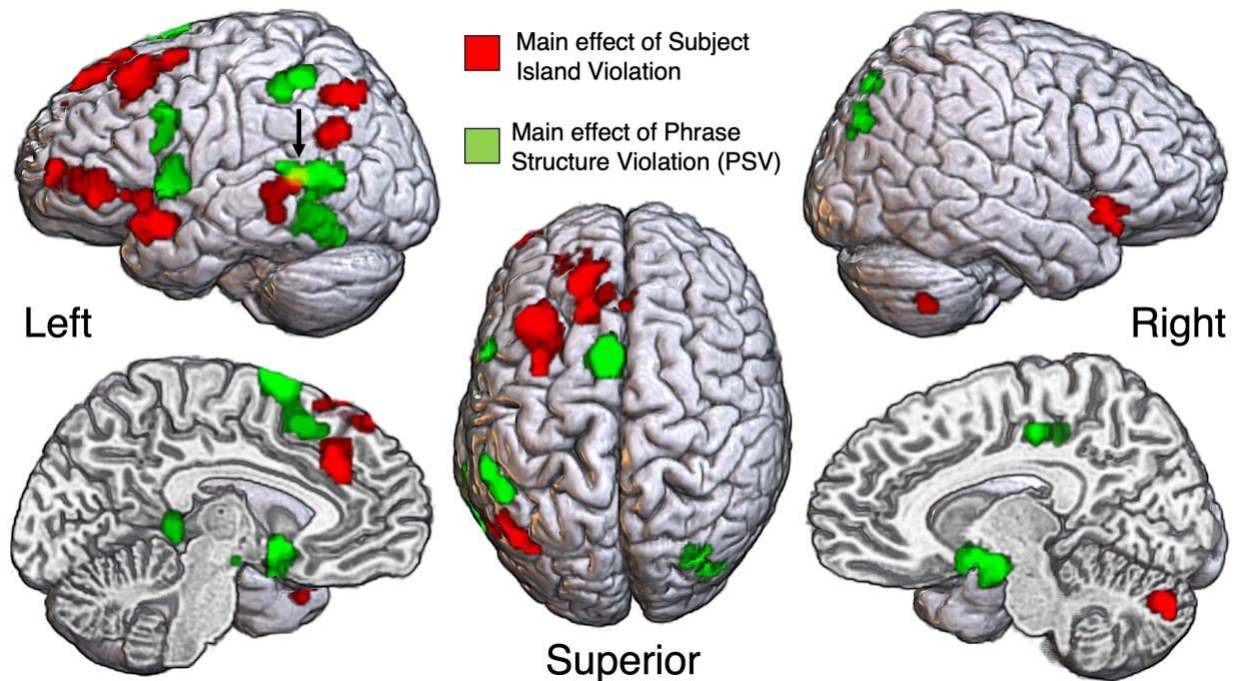 Main effect of Subject
Island Violation
Main effect of Phrase
Structure Violation (PSV)
Left
Right
Superior